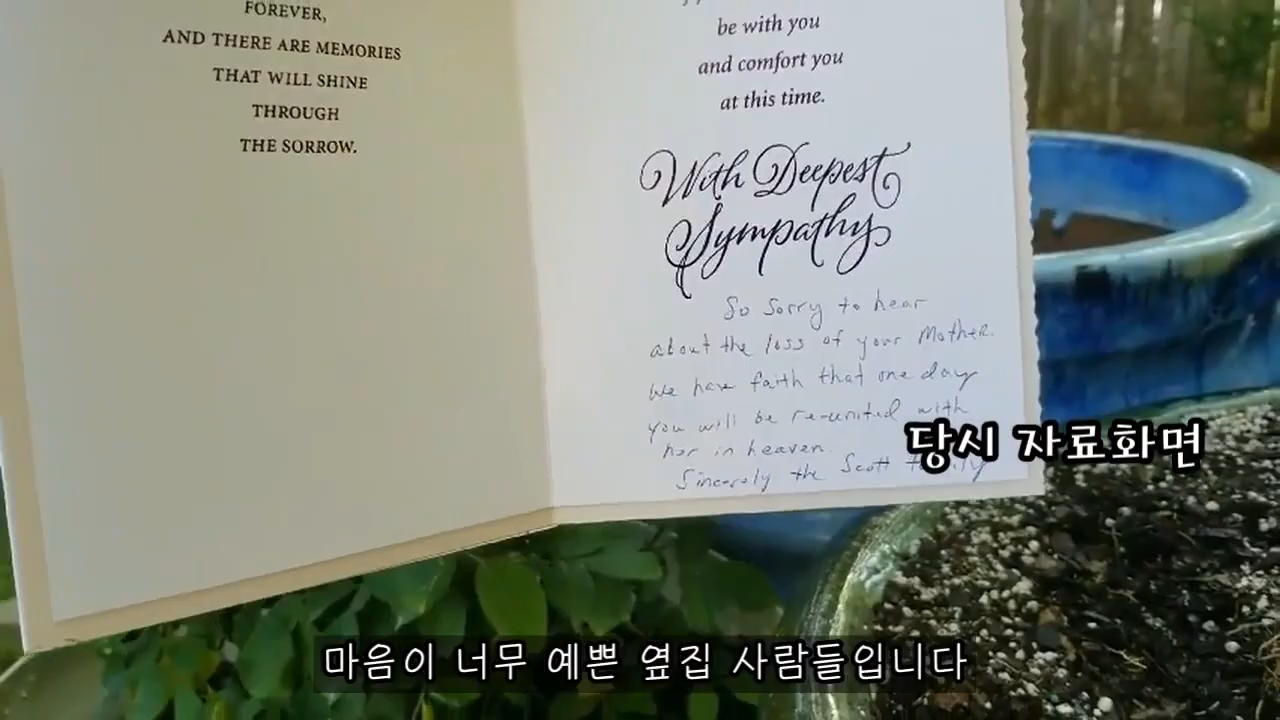 FOREVER,
AND THERE ARE MEMORIES
THAT WILL SHINE
THROUGH
THE SORROW.
be with you
and comfort you
at this time.
With Deepest
Sympathy
So sorry to hear
about the loss of your Mother.
We have faith that one day
you will be re-united with
her in heaven.
Sincerely the Scott
당시 자료화면
마음이 너무 예쁜 옆집 사람들입니다